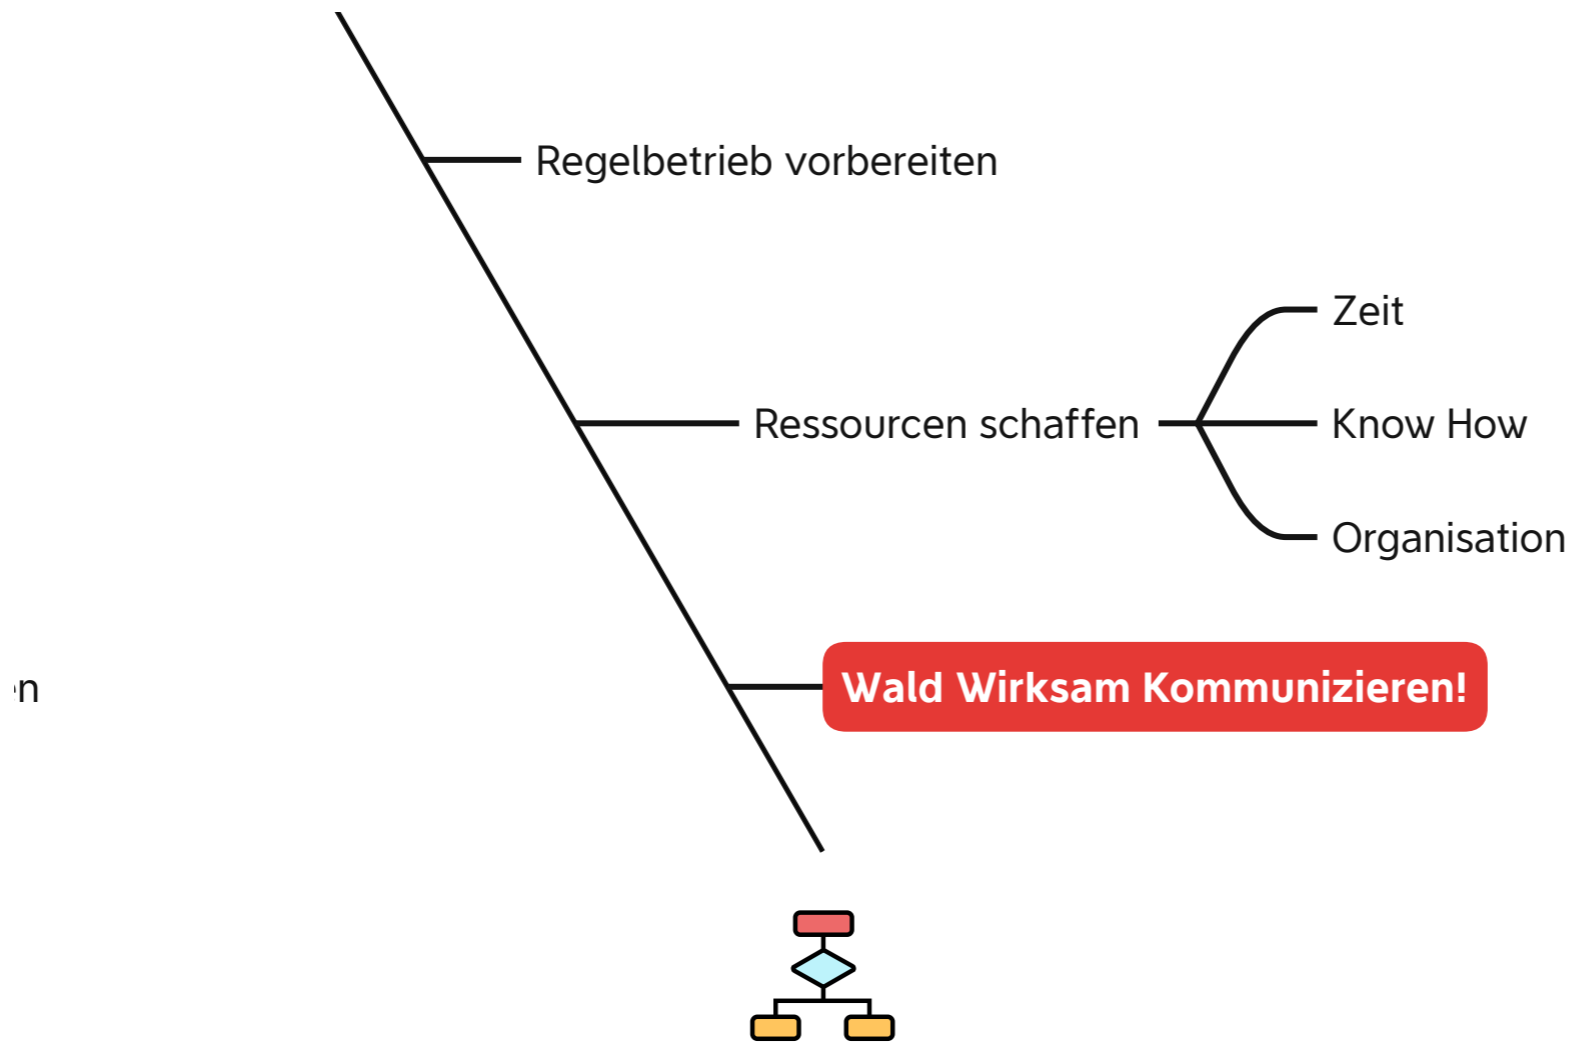 Regelbetrieb vorbereiten
Zeit
Ressourcen schaffen
Know How
Organisation
Wald Wirksam Kommunizieren!